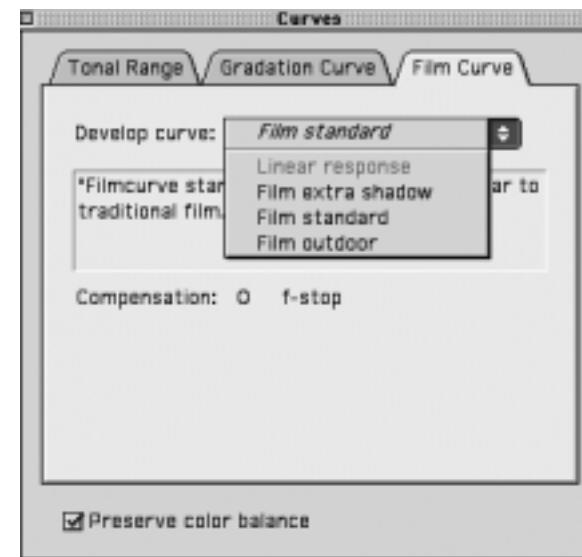 Curves
Tonal Range Gradation Curve Film Curve
Develop curve: Film standard
Linear response
"Filmcurve star ar to
Film extra shadow
traditional film.
Film standard
Film outdoor
Compensation: 0 f-stop
Preserve color balance